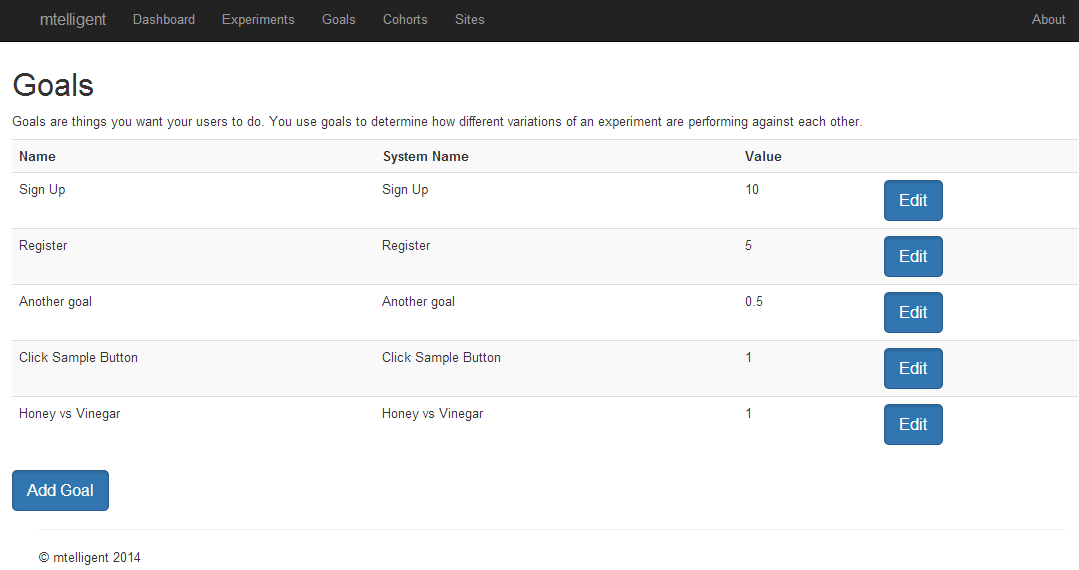 mtelligent Dashboard Experiments Goals Cohorts Sites About
Goals
Goals are things you want your users to do. You use goals to determine how different variations of an experiment are performing against each other.
Name System Name Value
Sign Up Sign Up 10 Edit
Register Register 5 Edit
Another goal Another goal 0.5 Edit
Click Sample Button Click Sample Button 1 Edit
Honey vs Vinegar Honey vs Vinegar 1 Edit
Add Goal
© mtelligent 2014